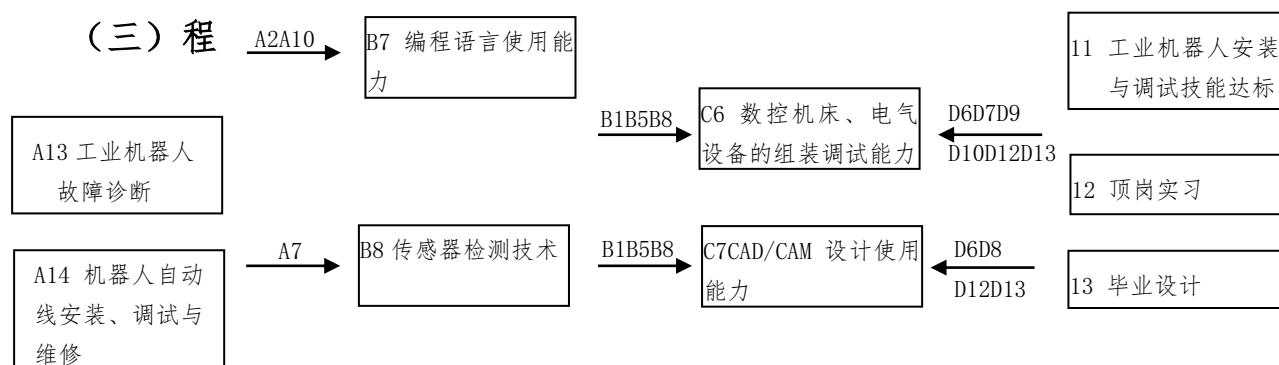 （三）程
A2A10
B7 编程语言使用能
力
11 工业机器人安装
与调试技能达标
A13 工业机器人
故障诊断
B1B5B8
C6 数控机床、电气
设备的组装调试能力
D6D7D9
D10D12D13
12 顶岗实习
A14 机器人自动
线安装、调试与
维修
A7
B8 传感器检测技术
B1B5B8
C7CAD/CAM 设计使用
能力
D6D8
D12D13
13 毕业设计